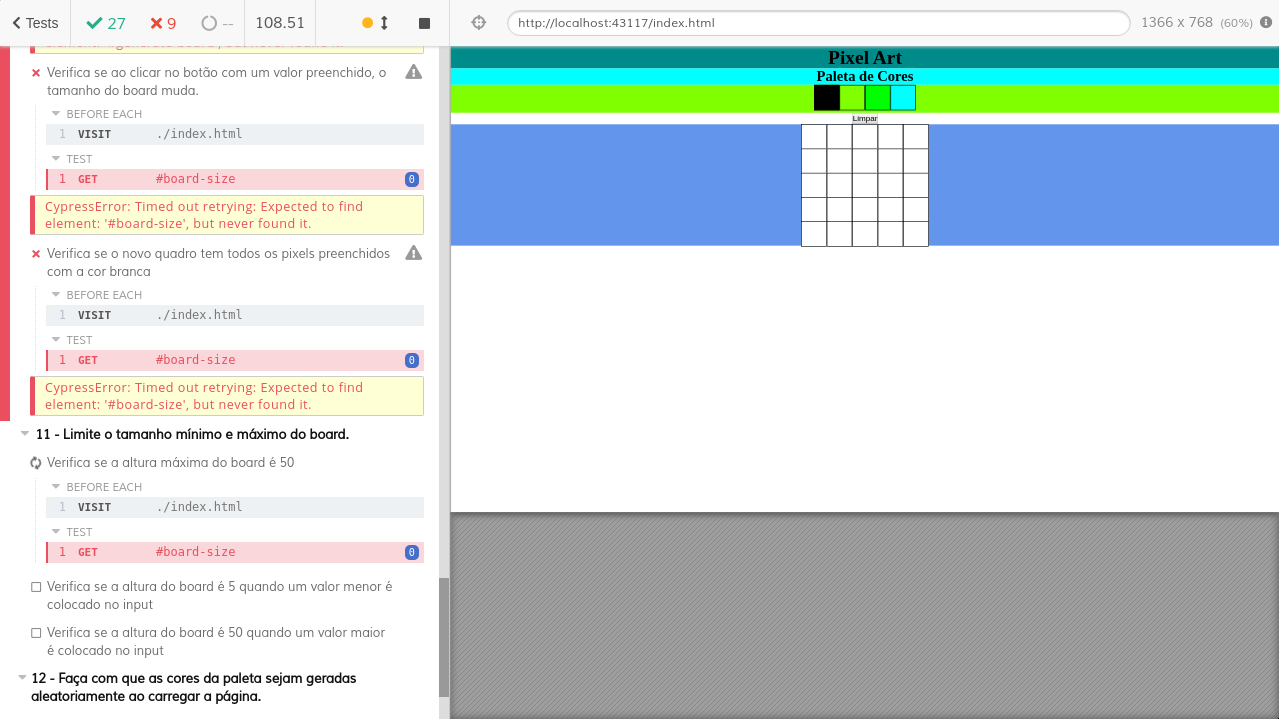 Tests
27
9
--
108.51
http://localhost:43117/index.html
1366 x 768 (60%)
Verifica se ao clicar no botão com um valor preenchido, o
tamanho do board muda.
BEFORE EACH
1 VISIT ./index.html
TEST
1 GET #board-size 0
CypressError: Timed out retrying: Expected to find
element: '#board-size', but never found it.
Verifica se o novo quadro tem todos os pixels preenchidos
com a cor branca
BEFORE EACH
1 VISIT ./index.html
TEST
1 GET #board-size 0
CypressError: Timed out retrying: Expected to find
element: '#board-size', but never found it.
11 - Limite o tamanho mínimo e máximo do board.
Verifica se a altura máxima do board é 50
BEFORE EACH
1 VISIT ./index.html
TEST
1 GET #board-size 0
Verifica se a altura do board é 5 quando um valor menor é
colocado no input
Verifica se a altura do board é 50 quando um valor maior
é colocado no input
12 - Faça com que as cores da paleta sejam geradas
aleatoriamente ao carregar a página.
Pixel Art
Paleta de Cores
Limpar